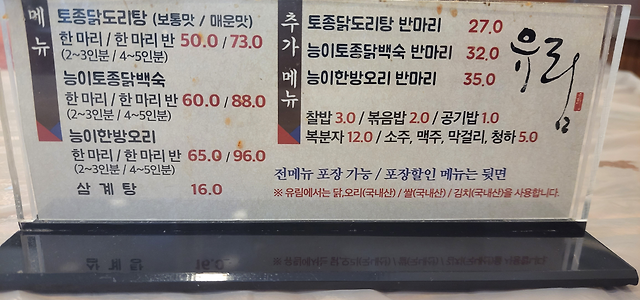 메뉴
토종닭도리탕 (보통맛 / 매운맛)
한 마리 / 한 마리 반 50.0 / 73.0
(2~3인분) (4~5인분)
능이토종닭백숙
한 마리 / 한 마리 반 60.0 / 88.0
(2~3인분) (4~5인분)
능이한방오리
한 마리 / 한 마리 반 65.0 / 96.0
(2~3인분 / 4~5인분)
삼 계 탕 16.0
추가메뉴
토종닭도리탕 반마리 27.0
능이토종닭백숙 반마리 32.0
능이한방오리 반마리 35.0
찰밥 3.0 / 볶음밥 2.0 / 공기밥 1.0
복분자 12.0 / 소주, 맥주, 막걸리, 청하 5.0
전메뉴 포장 가능 / 포장할인 메뉴는 뒷면
※ 유림에서는 닭,오리(국내산) / 쌀(국내산) / 김치(국내산)을 사용합니다.
유림